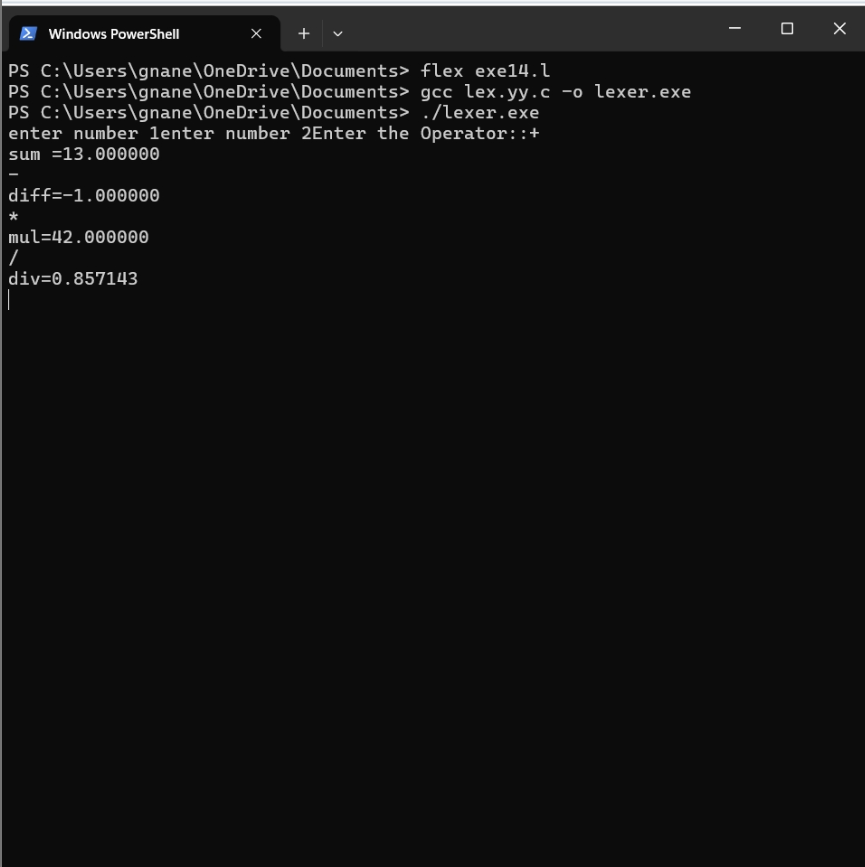 Windows PowerShell
PS C:\Users\gnane\OneDrive\Documents> flex exe14.l
PS C:\Users\gnane\OneDrive\Documents> gcc lex.yy.c -o lexer.exe
PS C:\Users\gnane\OneDrive\Documents> ./lexer.exe
enter number 1enter number 2Enter the Operator::+
sum =13.000000
-
diff=-1.000000
*
mul=42.000000
/
div=0.857143